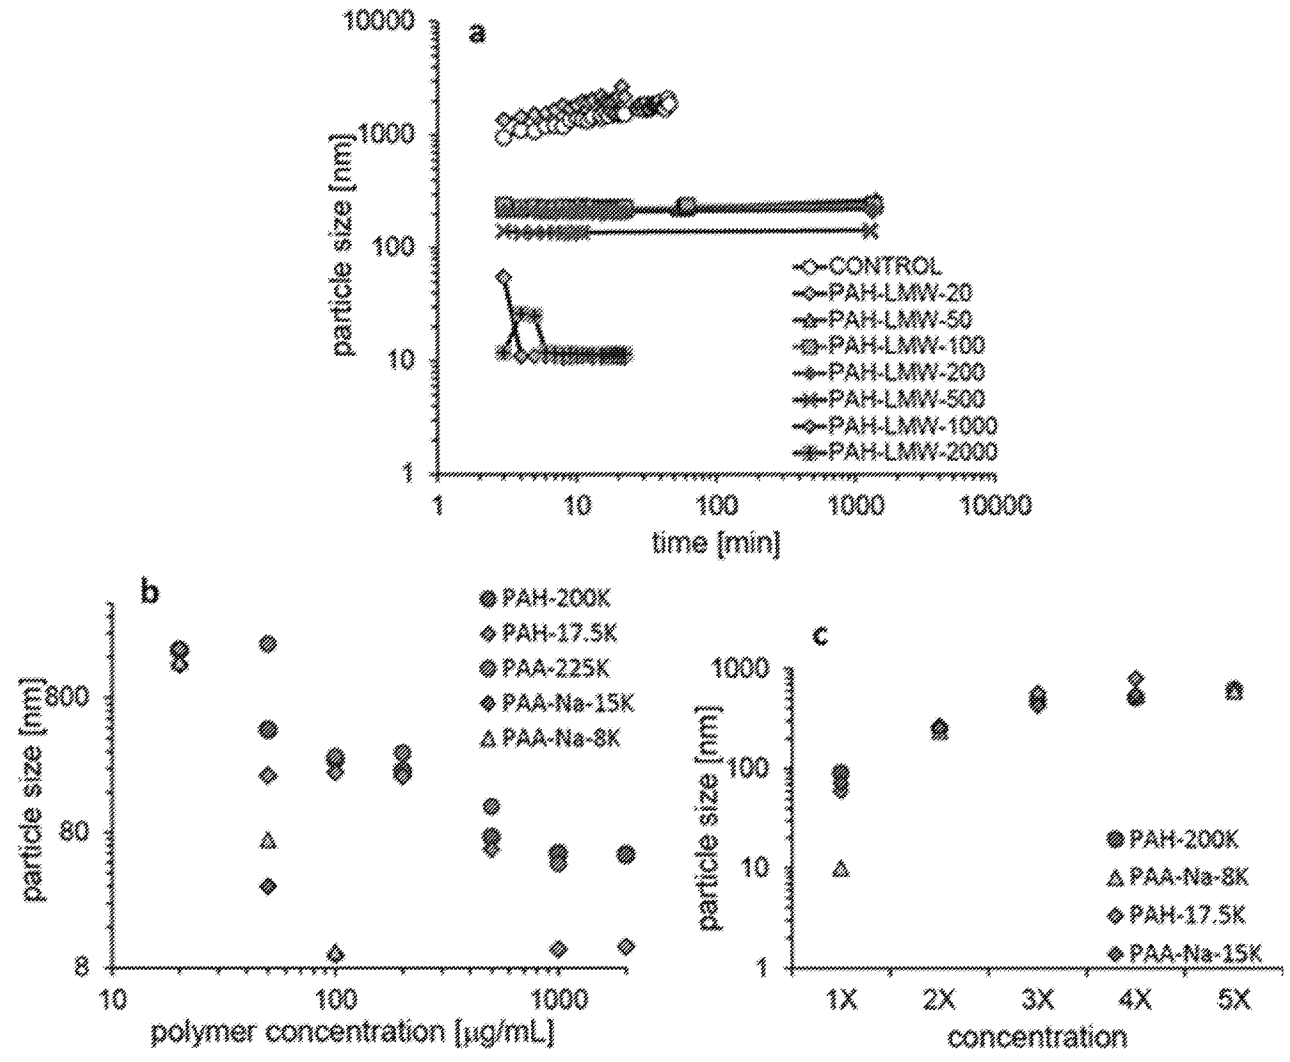 a
10000
1000
100
10
1
particle size [nm]
CONTROL
PAH-LMW-20
PAH-LMW-50
PAH-LMW-100
PAH-LMW-200
PAH-LMW-500
PAH-LMW-1000
PAH-LMW-2000
1 10 100 1000 10000
time [min]
b
800
80
8
particle size [nm]
PAH-200K
PAH-17.5K
PAA-225K
PAA-Na-15K
PAA-Na-8K
10 100 1000
polymer concentration [µg/mL]
c
1000
100
10
1
particle size [nm]
PAH-200K
PAA-Na-8K
PAH-17.5K
PAA-Na-15K
1X 2X 3X 4X 5X
concentration